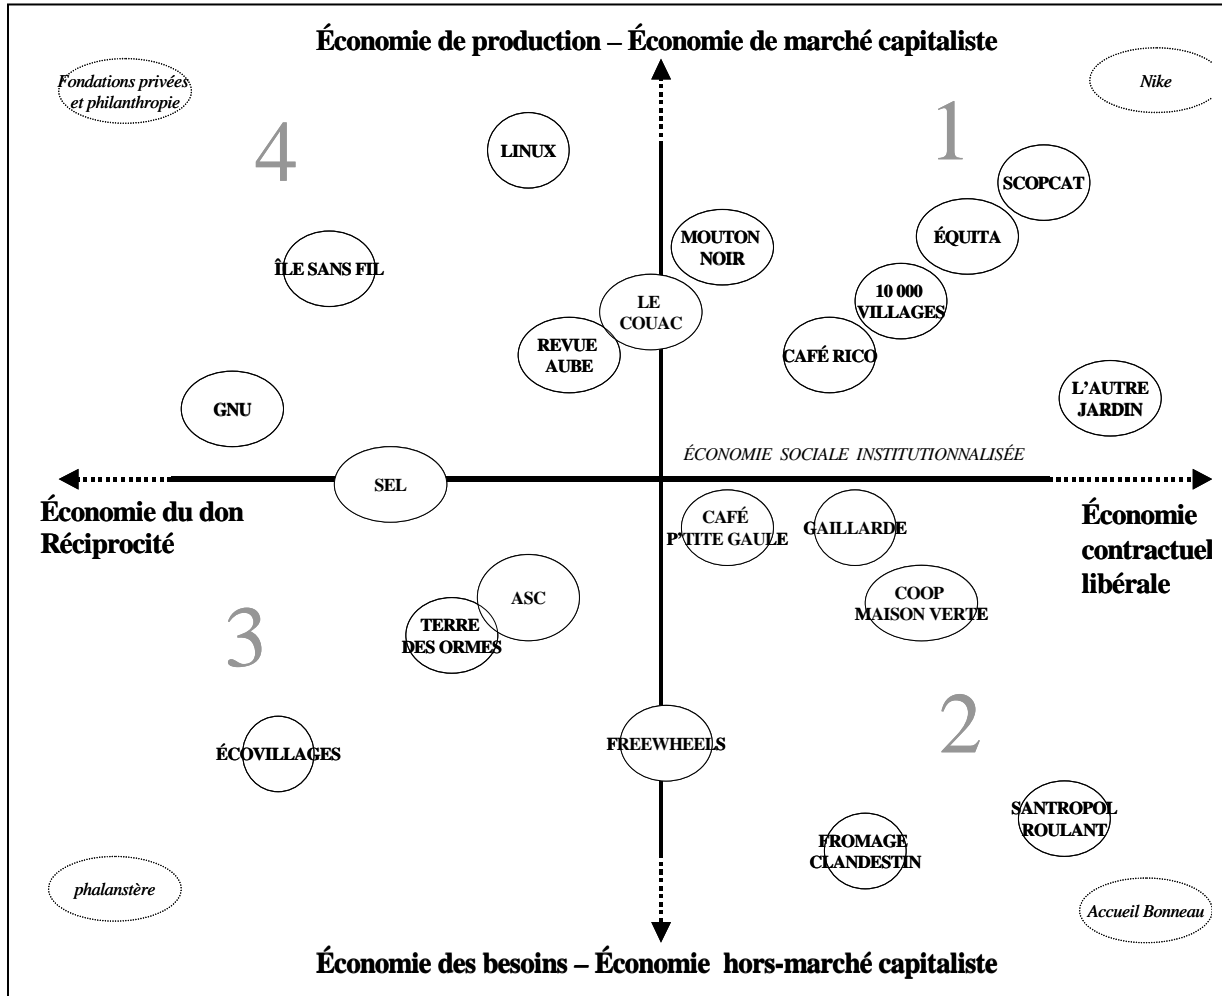 Économie de production – Économie de marché capitaliste
Fondations privées
et philanthropie
Nike
4
1
LINUX
SCOPCAT
MOUTON
NOIR
ÉQUITA
ÎLE SANS FIL
10 000
VILLAGES
LE
COUAC
REVUE
AUBE
CAFÉ RICO
L’AUTRE
JARDIN
GNU
ÉCONOMIE SOCIALE INSTITUTIONNALISÉE
SEL
Économie du don
Réciprocité
Économie
contractuel
libérale
CAFÉ
P’TITE GAULE
GAILLARDE
ASC
COOP
MAISON VERTE
TERRE
DES ORMES
3
2
ÉCOVILLAGES
FREEWHEELS
SANTROPOL
ROULANT
FROMAGE
CLANDESTIN
phalanstère
Accueil Bonneau
Économie des besoins – Économie hors-marché capitaliste